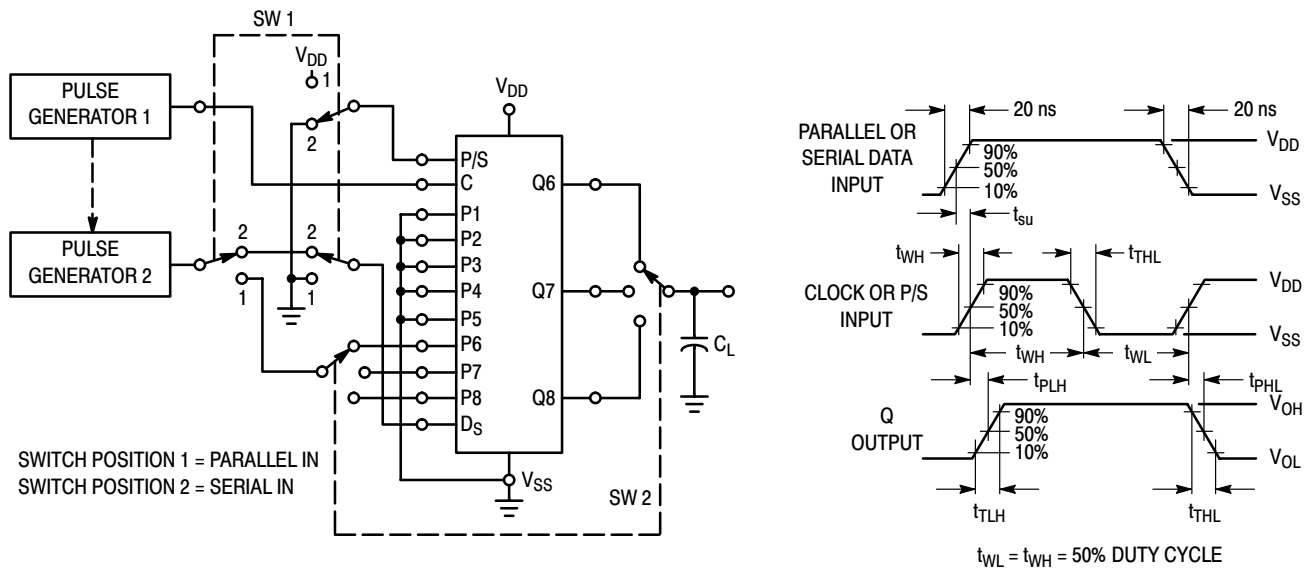 SW 1
VDD
1
2
PULSE
GENERATOR 1
2
2
PULSE
GENERATOR 2
1
1
VDD
P/S
C
P1
P2
P3
P4
P5
P6
P7
P8
DS
Q6
Q7
Q8
CL
VSS
SW 2
SWITCH POSITION 1 = PARALLEL IN
SWITCH POSITION 2 = SERIAL IN
20 ns
20 ns
PARALLEL OR
SERIAL DATA
INPUT
90%
50%
10%
VDD
VSS
tsu
tWH
tTHL
CLOCK OR P/S
INPUT
90%
50%
10%
VDD
VSS
tWH
tWL
tPLH
tPHL
Q
OUTPUT
90%
50%
10%
VOH
VOL
tTLH
tTHL
tWL = tWH = 50% DUTY CYCLE